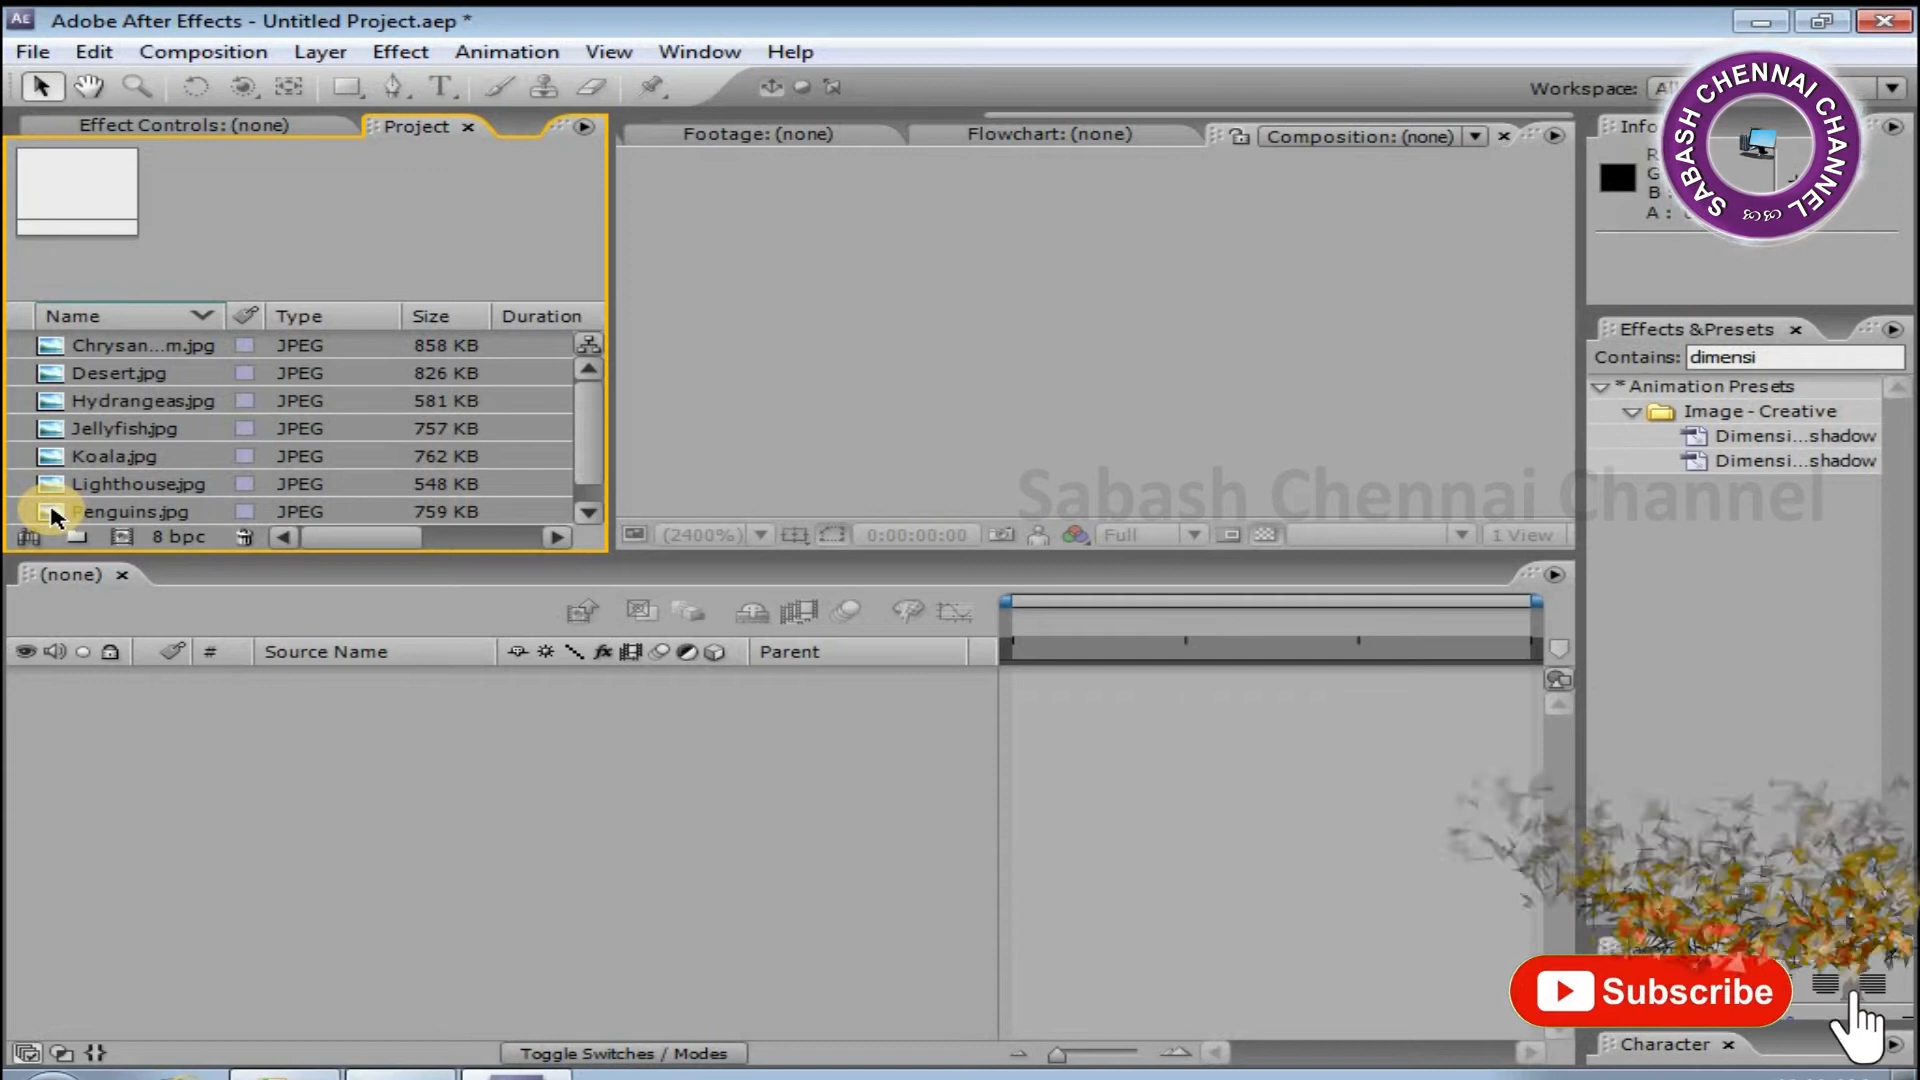 Adobe After Effects - Untitled Project.aep *
File Edit Composition Layer Effect Animation View Window Help
Workspace:
Effect Controls: (none) Project Footage: (none) Flowchart: (none) Composition: (none) Info
R
G
B :
A :
SABASH CHENNAI CHANNEL
Name Type Size Duration
Chrysan...m.jpg JPEG 858 KB
Desert.jpg JPEG 826 KB
Hydrangeas.jpg JPEG 581 KB
Jellyfish.jpg JPEG 757 KB
Koala.jpg JPEG 762 KB
Lighthouse.jpg JPEG 548 KB
Penguins.jpg JPEG 759 KB
8 bpc
Effects &Presets
Contains: dimensi
* Animation Presets
Image - Creative
Dimensi...shadow
Dimensi...shadow
Sabash Chennai Channel
(2400%) 0:00:00:00 Full 1 View
(none)
# Source Name fx Parent
Toggle Switches / Modes
Subscribe
Character